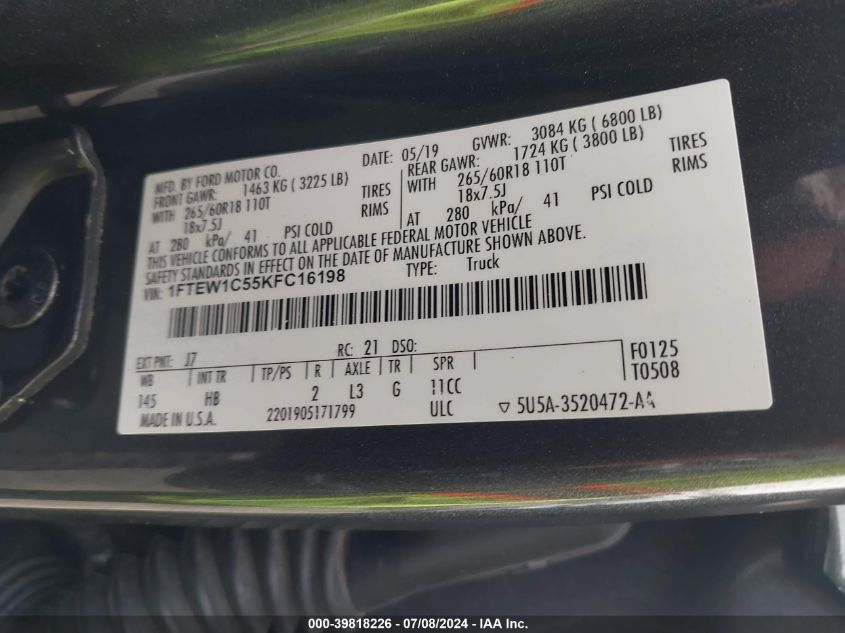 MFD. BY FORD MOTOR CO. DATE: 05/19 GVWR: 3084 KG ( 6800 LB)
FRONT GAWR: 1463 KG ( 3225 LB) REAR GAWR: 1724 KG ( 3800 LB)
WITH 265/60R18 110T TIRES WITH 265/60R18 110T TIRES
18x7.5J RIMS 18x7.5J RIMS
AT 280 kPa/ 41 PSI COLD AT 280 kPa/ 41 PSI COLD
THIS VEHICLE CONFORMS TO ALL APPLICABLE FEDERAL MOTOR VEHICLE
SAFETY STANDARDS IN EFFECT ON THE DATE OF MANUFACTURE SHOWN ABOVE.
VIN: 1FTEW1C55KFC16198 TYPE: Truck
EXT PNT: J7 RC: 21 DSO:
WB INT TR TP/PS R AXLE TR SPR F0125
145 HB 2 L3 G 11CC T0508
MADE IN U.S.A. 2201905171799 ULC 5U5A-3520472-AA
000-39818226 - 07/08/2024 - IAA Inc.